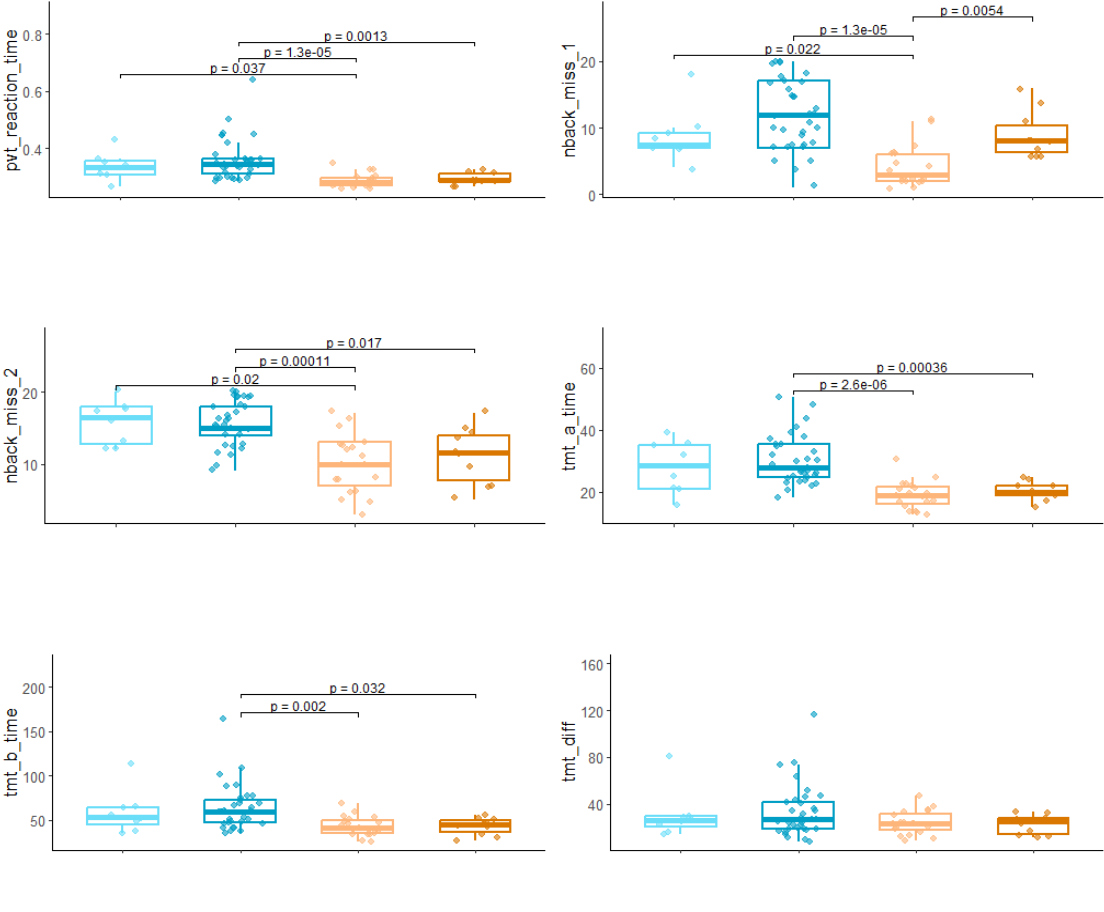 pvt_reaction_time
0.8
0.6
0.4
p = 0.0013
p = 1.3e-05
p = 0.037
nback_miss_1
20
10
0
p = 0.0054
p = 1.3e-05
p = 0.022
nback_miss_2
20
10
p = 0.017
p = 0.00011
p = 0.02
tmt_a_time
60
40
20
p = 0.00036
p = 2.6e-06
tmt_b_time
200
150
100
50
p = 0.032
p = 0.002
tmt_diff
160
120
80
40